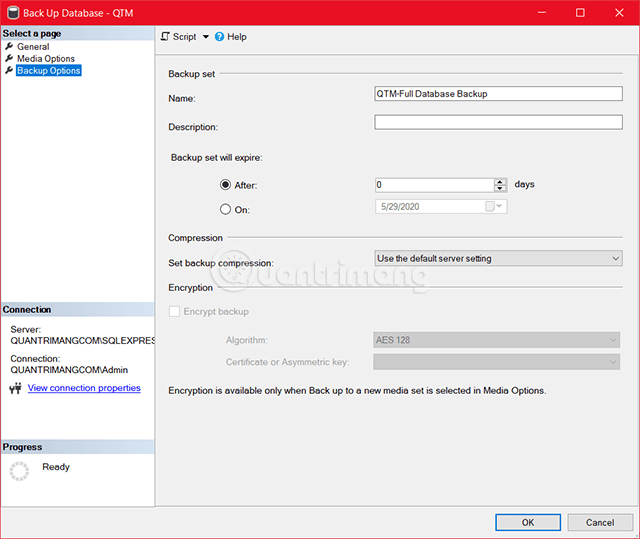 Back Up Database - QTM
Select a page
General
Media Options
Backup Options
Script
Help
Backup set
Name:
QTM-Full Database Backup
Description:
Backup set will expire:
After:
0
days
On:
5/29/2020
Compression
Set backup compression:
Use the default server setting
Quantrimang
Encryption
Encrypt backup
Algorithm:
AES 128
Certificate or Asymmetric key:
Encryption is available only when Back up to a new media set is selected in Media Options.
Connection
Server:
QUANTRIMANGCOM\SQLEXPRES
Connection:
QUANTRIMANGCOM\Admin
View connection properties
Progress
Ready
OK
Cancel